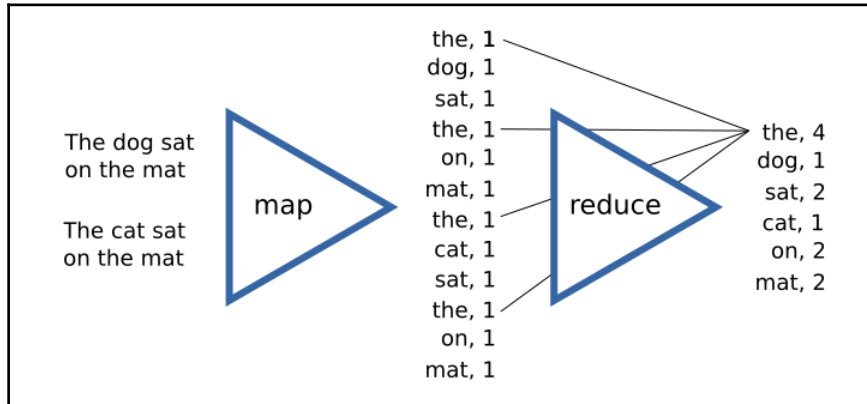 The dog sat
on the mat
The cat sat
on the mat
map
the, 1
dog, 1
sat, 1
the, 1
on, 1
mat, 1
the, 1
cat, 1
sat, 1
the, 1
on, 1
mat, 1
reduce
the, 4
dog, 1
sat, 2
cat, 1
on, 2
mat, 2